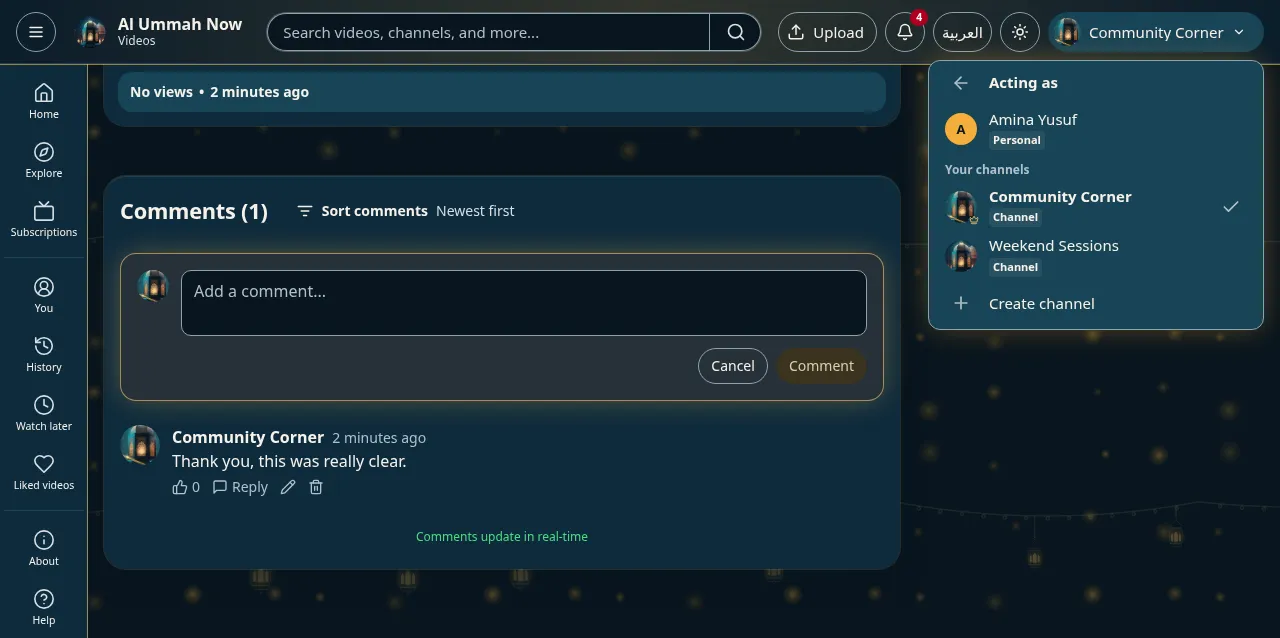 AI Ummah Now
Videos
Search videos, channels, and more...
Upload
4
العربية
Community Corner
Home
Explore
Subscriptions
You
History
Watch later
Liked videos
About
Help
No views • 2 minutes ago
Comments (1)
Sort comments Newest first
Add a comment...
Cancel
Comment
Community Corner 2 minutes ago
Thank you, this was really clear.
0 Reply
Comments update in real-time
Acting as
A
Amina Yusuf
Personal
Your channels
Community Corner
Channel
Weekend Sessions
Channel
Create channel